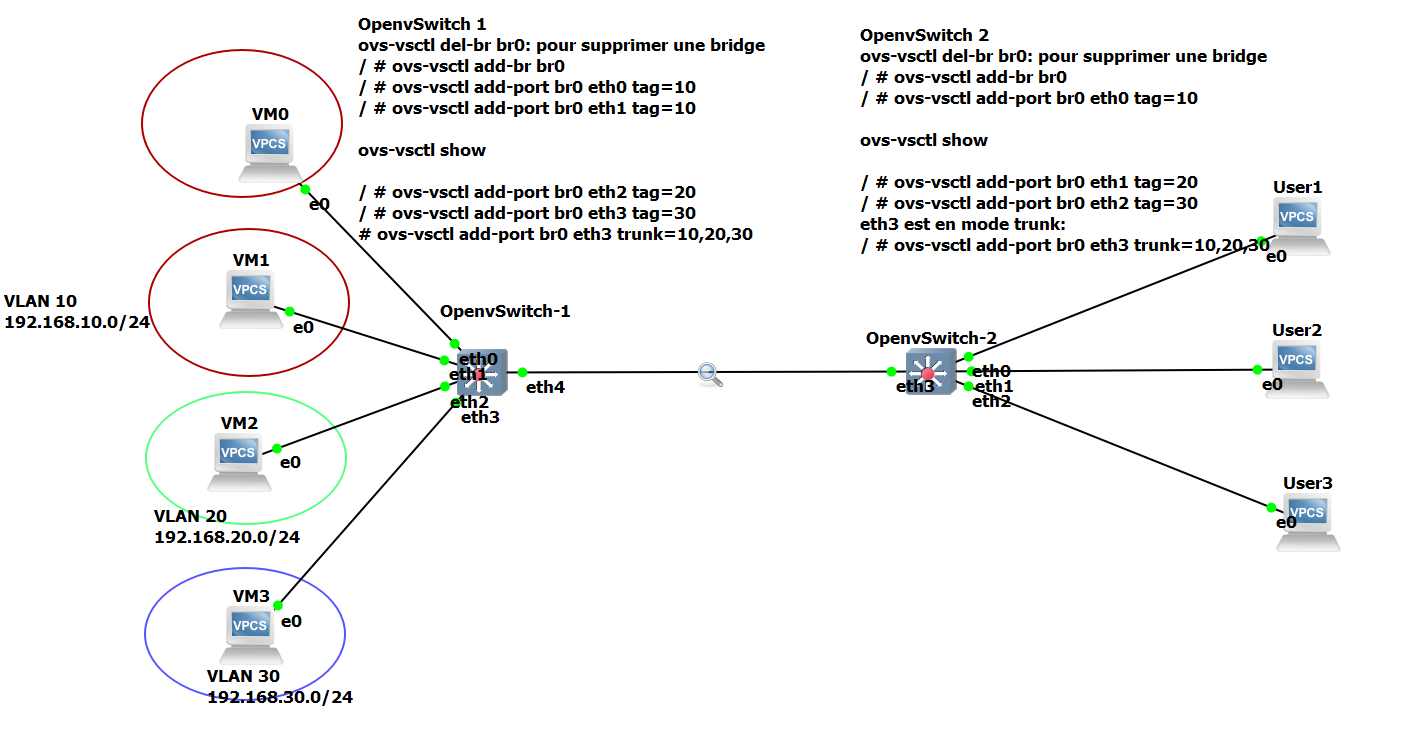 OpenvSwitch 1
ovs-vsctl del-br br0: pour supprimer une bridge
/ # ovs-vsctl add-br br0
/ # ovs-vsctl add-port br0 eth0 tag=10
/ # ovs-vsctl add-port br0 eth1 tag=10
ovs-vsctl show
/ # ovs-vsctl add-port br0 eth2 tag=20
/ # ovs-vsctl add-port br0 eth3 tag=30
# ovs-vsctl add-port br0 eth3 trunk=10,20,30
OpenvSwitch 2
ovs-vsctl del-br br0: pour supprimer une bridge
/ # ovs-vsctl add-br br0
/ # ovs-vsctl add-port br0 eth0 tag=10
ovs-vsctl show
/ # ovs-vsctl add-port br0 eth1 tag=20
/ # ovs-vsctl add-port br0 eth2 tag=30
eth3 est en mode trunk:
/ # ovs-vsctl add-port br0 eth3 trunk=10,20,30
VM0
VPCS
e0
VM1
VPCS
e0
VLAN 10
192.168.10.0/24
VM2
VPCS
e0
VLAN 20
192.168.20.0/24
VM3
VPCS
e0
VLAN 30
192.168.30.0/24
OpenvSwitch-1
eth0
eth1
eth2
eth3
eth4
OpenvSwitch-2
eth3
eth0
eth1
eth2
User1
VPCS
e0
User2
VPCS
e0
User3
VPCS
e0